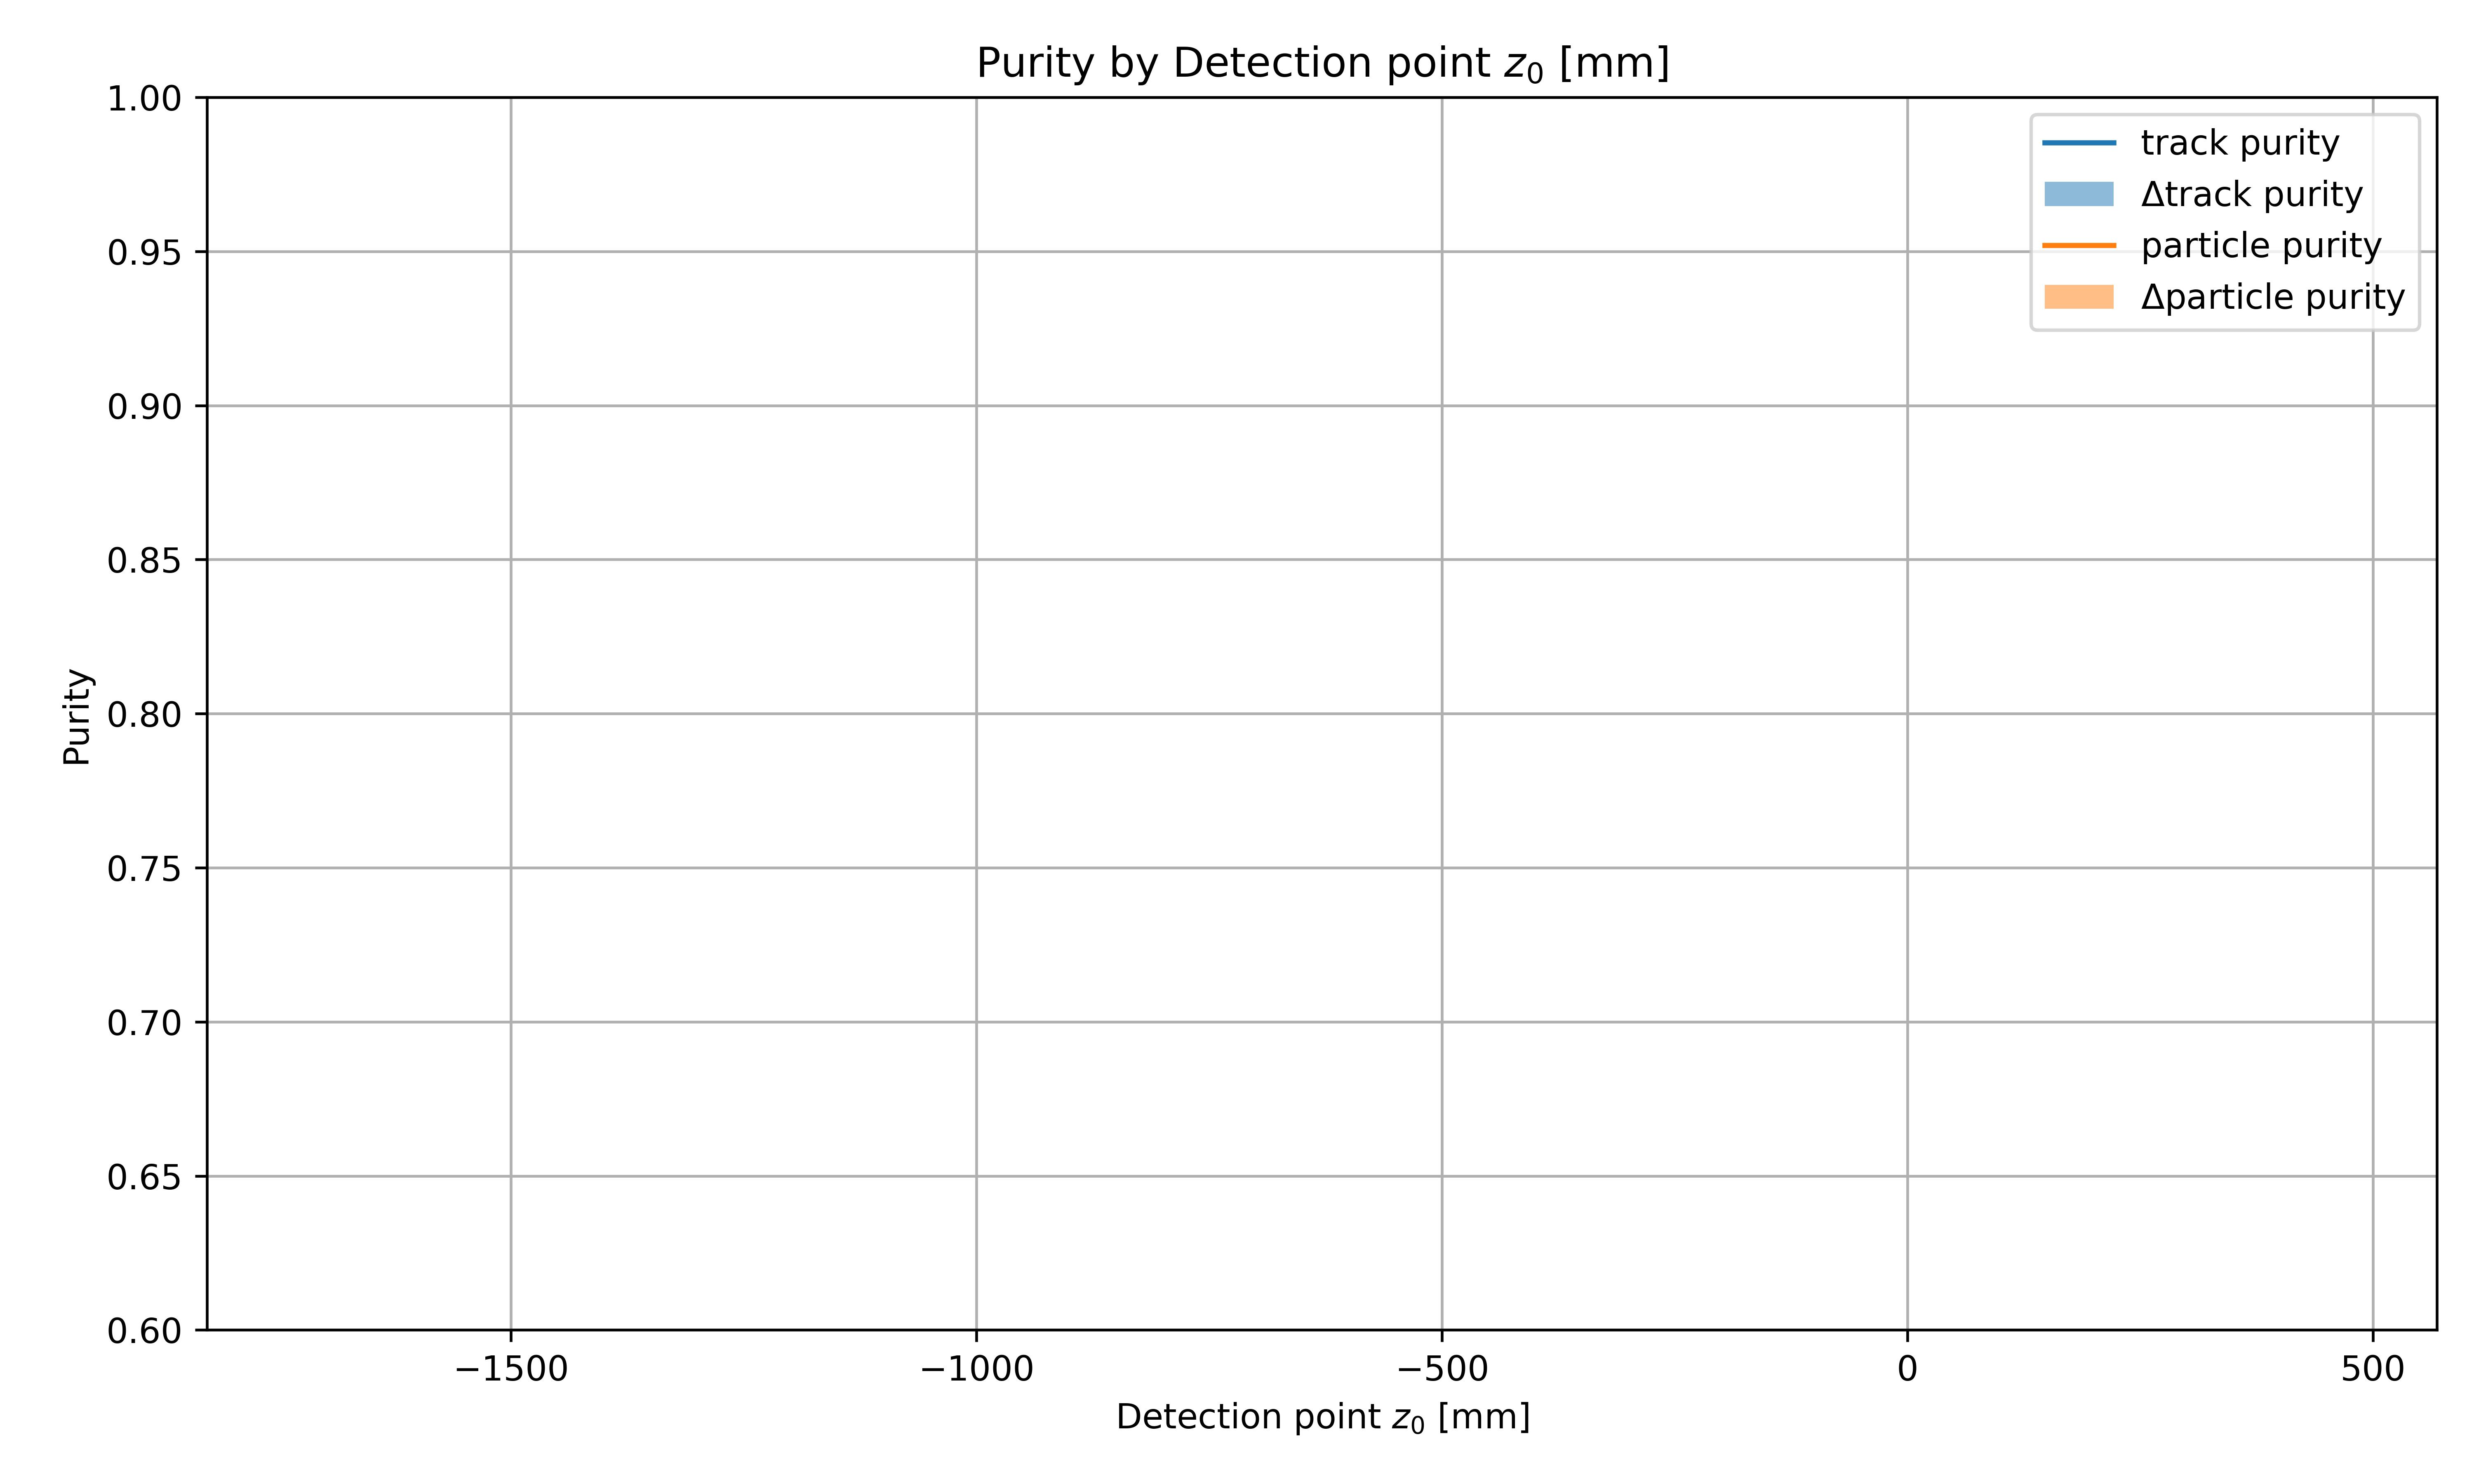 Purity by Detection point z₀ [mm]
1.00
0.95
0.90
0.85
0.80
0.75
0.70
0.65
0.60
Purity
track purity
Δtrack purity
particle purity
Δparticle purity
−1500
−1000
−500
0
500
Detection point z₀ [mm]